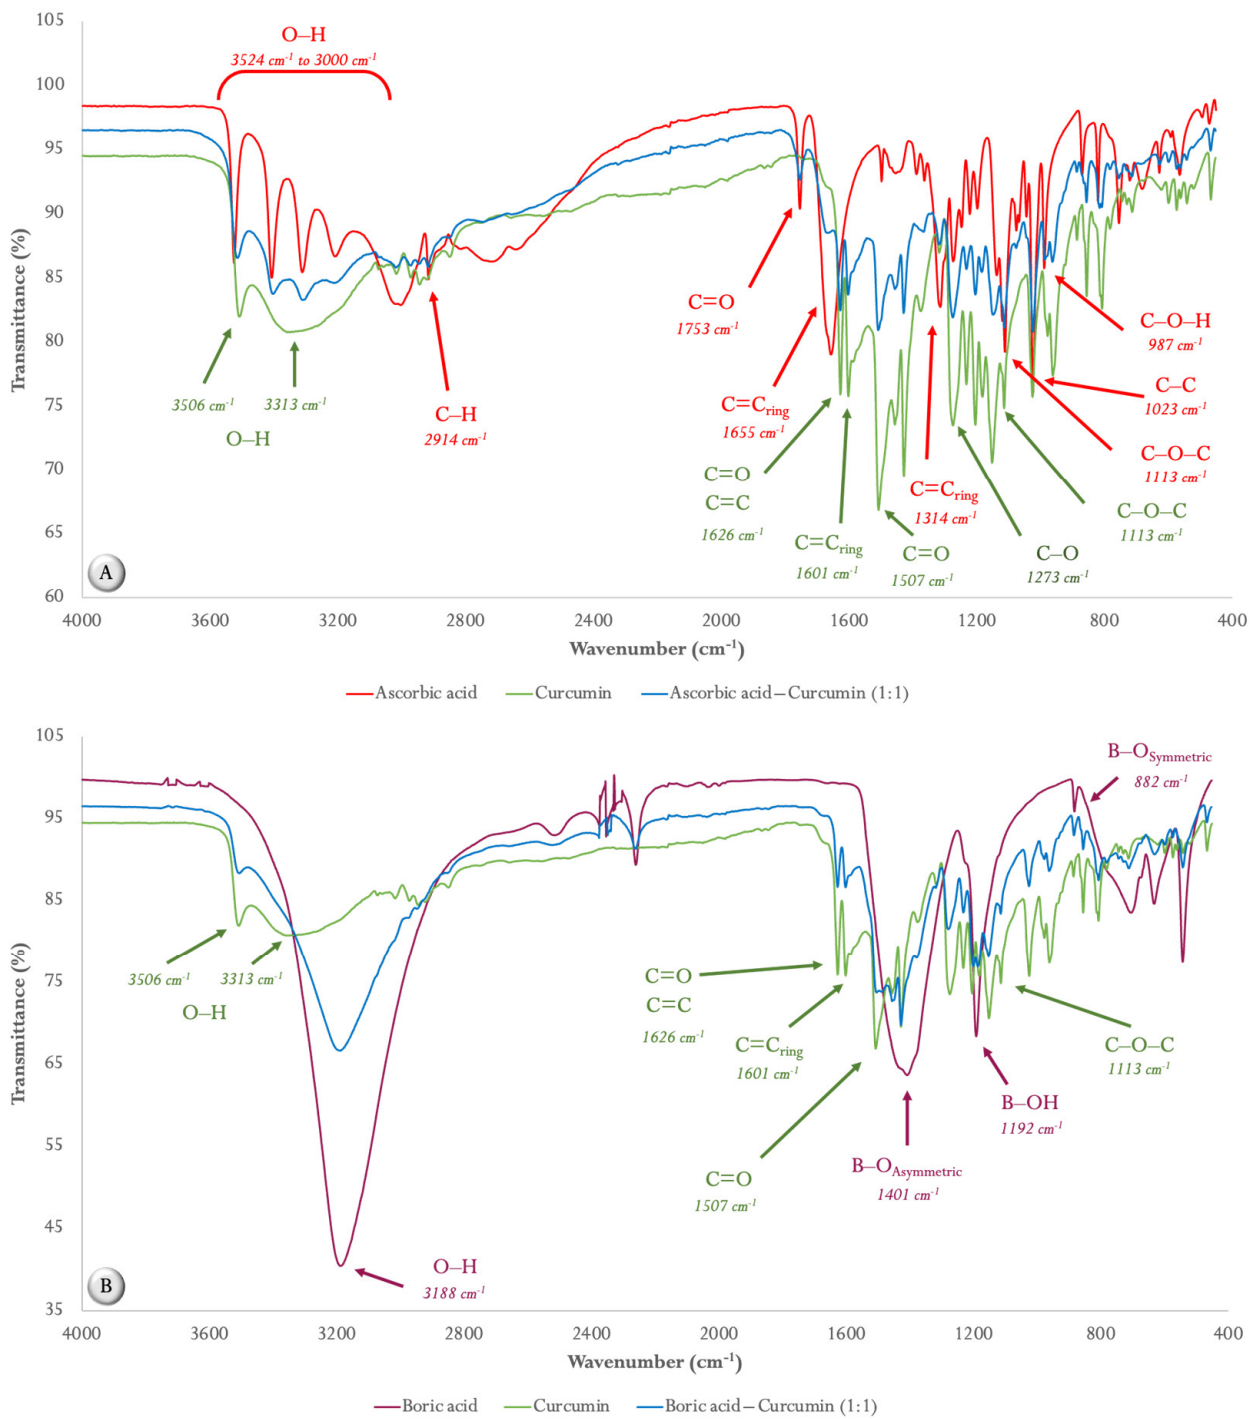 105
100
95
90
85
80
75
70
65
60
Transmittance (%)
O–H
3524 cm⁻¹ to 3000 cm⁻¹
3506 cm⁻¹
3313 cm⁻¹
O–H
C–H
2914 cm⁻¹
C=O
1753 cm⁻¹
C=Cring
1655 cm⁻¹
C=O
C=C
1626 cm⁻¹
C=Cring
1601 cm⁻¹
C=O
1507 cm⁻¹
C=Cring
1314 cm⁻¹
C–O
1273 cm⁻¹
C–O–H
987 cm⁻¹
C–C
1023 cm⁻¹
C–O–C
1113 cm⁻¹
C–O–C
1113 cm⁻¹
A
4000 3600 3200 2800 2400 2000 1600 1200 800 400
Wavenumber (cm⁻¹)
Ascorbic acid Curcumin Ascorbic acid–Curcumin (1:1)
105
95
85
75
65
55
45
35
Transmittance (%)
B–OSymmetric
882 cm⁻¹
3506 cm⁻¹
3313 cm⁻¹
O–H
C=O
C=C
1626 cm⁻¹
C=Cring
1601 cm⁻¹
C–O–C
1113 cm⁻¹
B–OH
1192 cm⁻¹
B–OAsymmetric
1401 cm⁻¹
C=O
1507 cm⁻¹
O–H
3188 cm⁻¹
B
4000 3600 3200 2800 2400 2000 1600 1200 800 400
Wavenumber (cm⁻¹)
Boric acid Curcumin Boric acid–Curcumin (1:1)